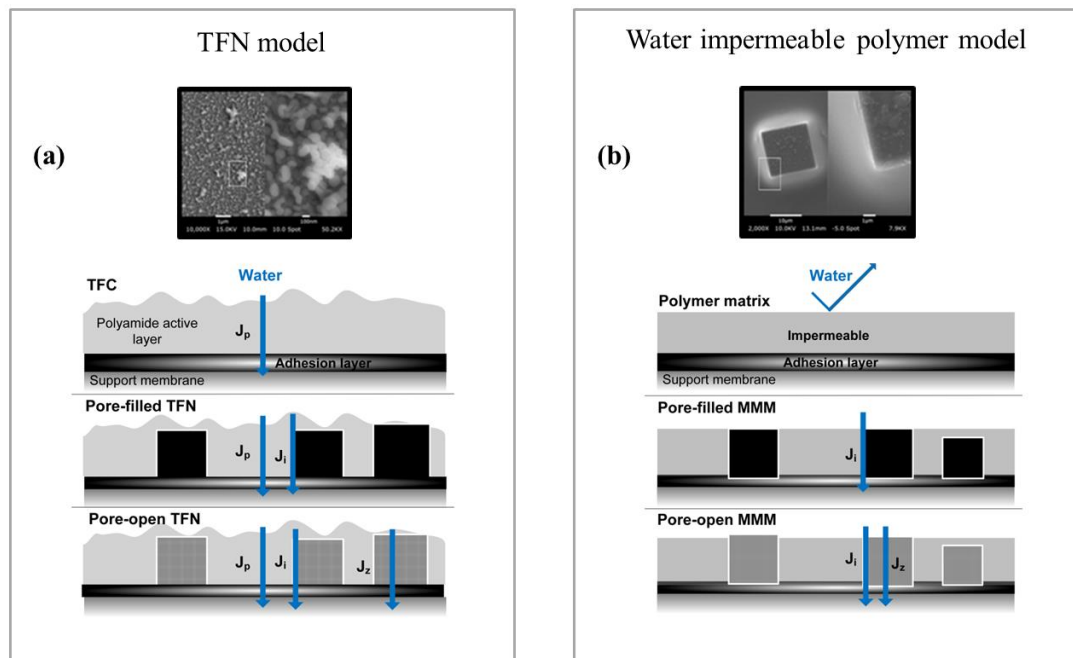 TFN model
(a)
1µm
100nm
10,000X 15.0KV 10.0mm 10.0 Spot 50.2KX
Water
TFC
Polyamide active
layer
Jp
Adhesion layer
Support membrane
Pore-filled TFN
Jp
Ji
Pore-open TFN
Jp
Ji
Jz
Water impermeable polymer model
(b)
10µm
1µm
2,000X 10.0KV 13.1mm -5.0 Spot 7.9KX
Water
Polymer matrix
Impermeable
Adhesion layer
Support membrane
Pore-filled MMM
Ji
Pore-open MMM
Ji
Jz